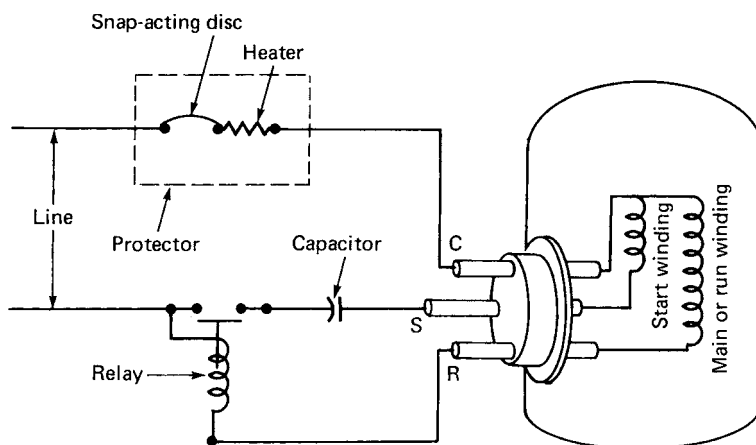 Snap-acting disc
Heater
Line
Protector
Capacitor
C
S
R
Relay
Start winding
Main or run winding